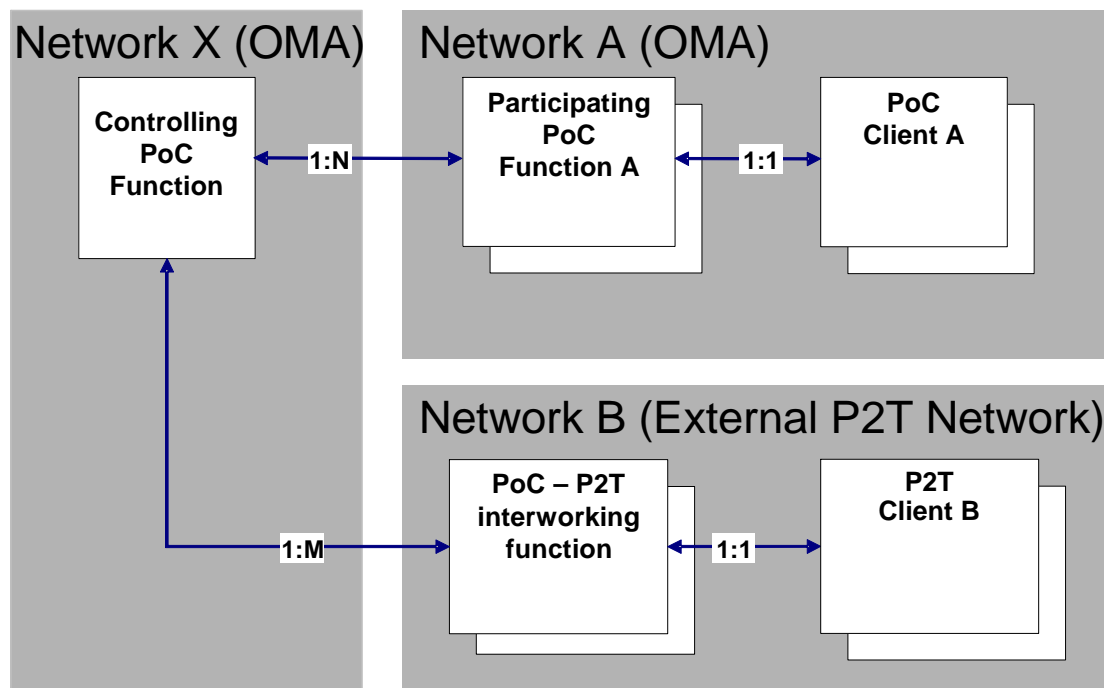 Network X (OMA)
Controlling
PoC
Function
Network A (OMA)
Participating
PoC
Function A
PoC
Client A
1:N
1:1
Network B (External P2T Network)
PoC – P2T
interworking
function
P2T
Client B
1:M
1:1